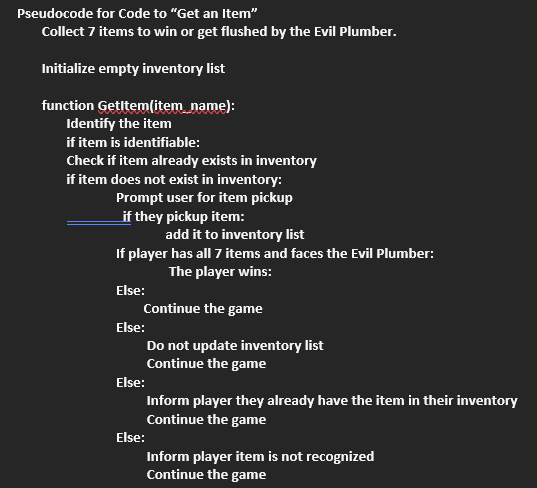 Pseudocode for Code to “Get an Item”
Collect 7 items to win or get flushed by the Evil Plumber.
Initialize empty inventory list
function GetItem(item_name):
Identify the item
if item is identifiable:
Check if item already exists in inventory
if item does not exist in inventory:
Prompt user for item pickup
if they pickup item:
add it to inventory list
If player has all 7 items and faces the Evil Plumber:
The player wins:
Else:
Continue the game
Else:
Do not update inventory list
Continue the game
Else:
Inform player they already have the item in their inventory
Continue the game
Else:
Inform player item is not recognized
Continue the game